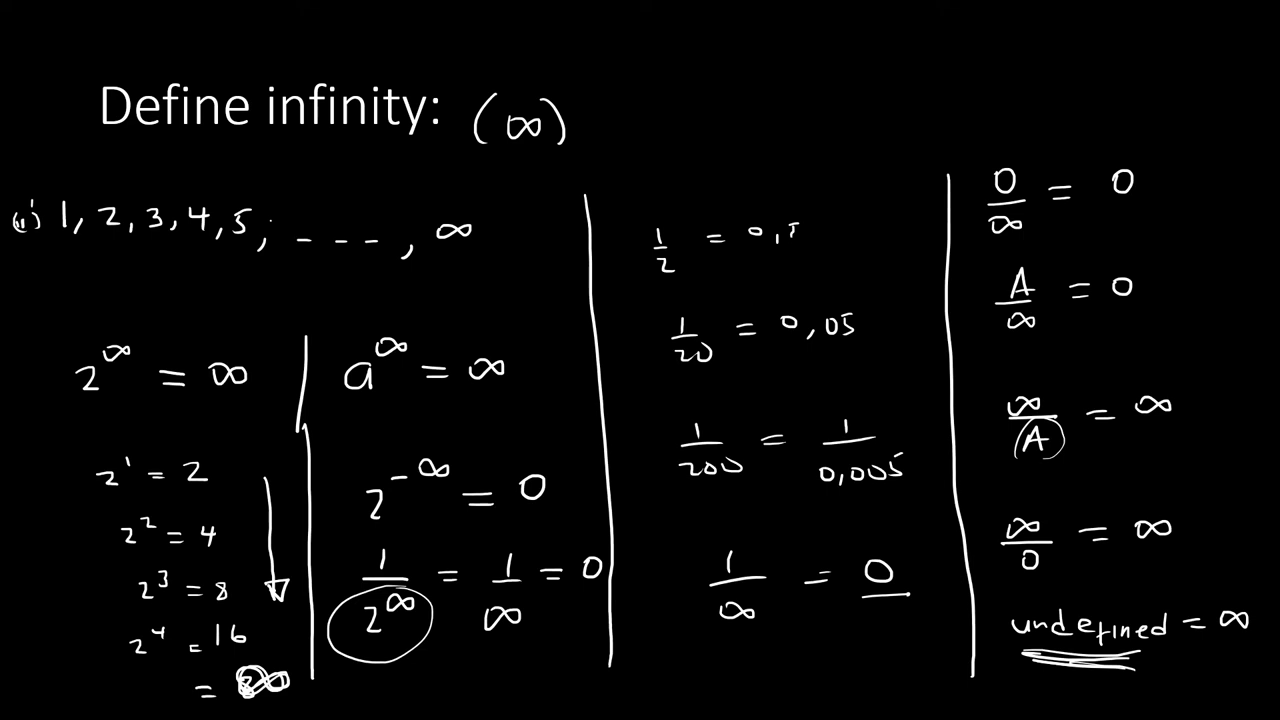 Define infinity: (∞)
(ii) 1, 2, 3, 4, 5, - - - , ∞
2^∞ = ∞
2^1 = 2
2^2 = 4
2^3 = 8
2^4 = 16
= ∞
a^∞ = ∞
2^-∞ = 0
1/2^∞ = 1/∞ = 0
1/2 = 0,5
1/20 = 0,05
1/200 = 1/0,005
1/∞ = 0
0/∞ = 0
A/∞ = 0
∞/A = ∞
∞/0 = ∞
undefined = ∞